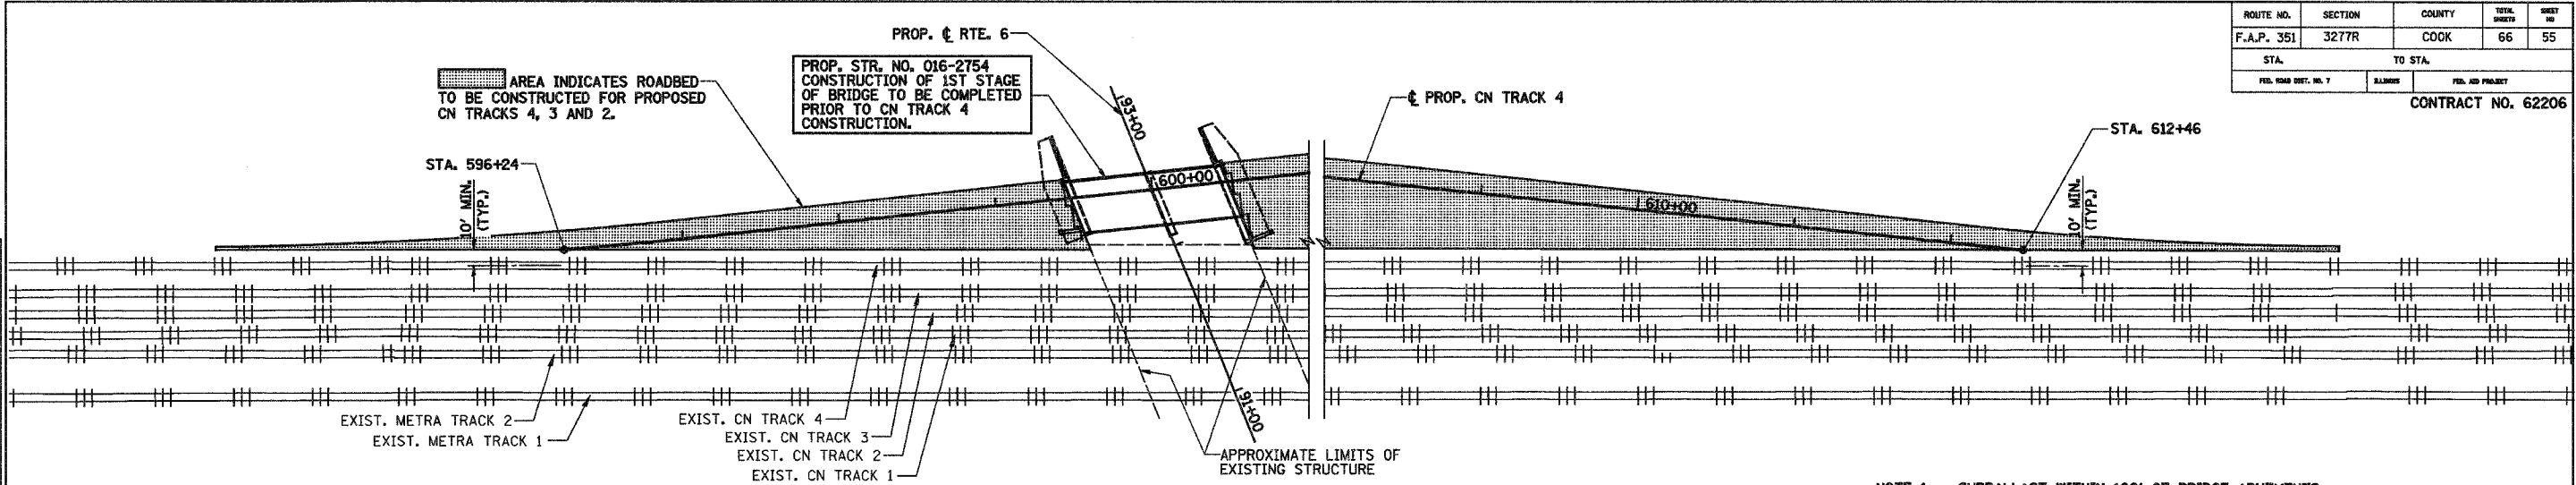 ROUTE NO. SECTION COUNTY TOTAL SHEETS SHEET NO
F.A.P. 351 3277R COOK 66 55
STA. TO STA.
FED. ROAD DIST. NO. 7 ILLINOIS FED. AID PROJECT
CONTRACT NO. 62206
PROP. ℄ RTE. 6
AREA INDICATES ROADBED
TO BE CONSTRUCTED FOR PROPOSED
CN TRACKS 4, 3 AND 2.
PROP. STR. NO. 016-2754
CONSTRUCTION OF 1ST STAGE
OF BRIDGE TO BE COMPLETED
PRIOR TO CN TRACK 4
CONSTRUCTION.
93+00
℄ PROP. CN TRACK 4
STA. 612+46
STA. 596+24
10' MIN.
(TYP.)
600+00
610+00
10' MIN.
(TYP.)
91+00
EXIST. METRA TRACK 2
EXIST. METRA TRACK 1
EXIST. CN TRACK 4
EXIST. CN TRACK 3
EXIST. CN TRACK 2
EXIST. CN TRACK 1
APPROXIMATE LIMITS OF
EXISTING STRUCTURE